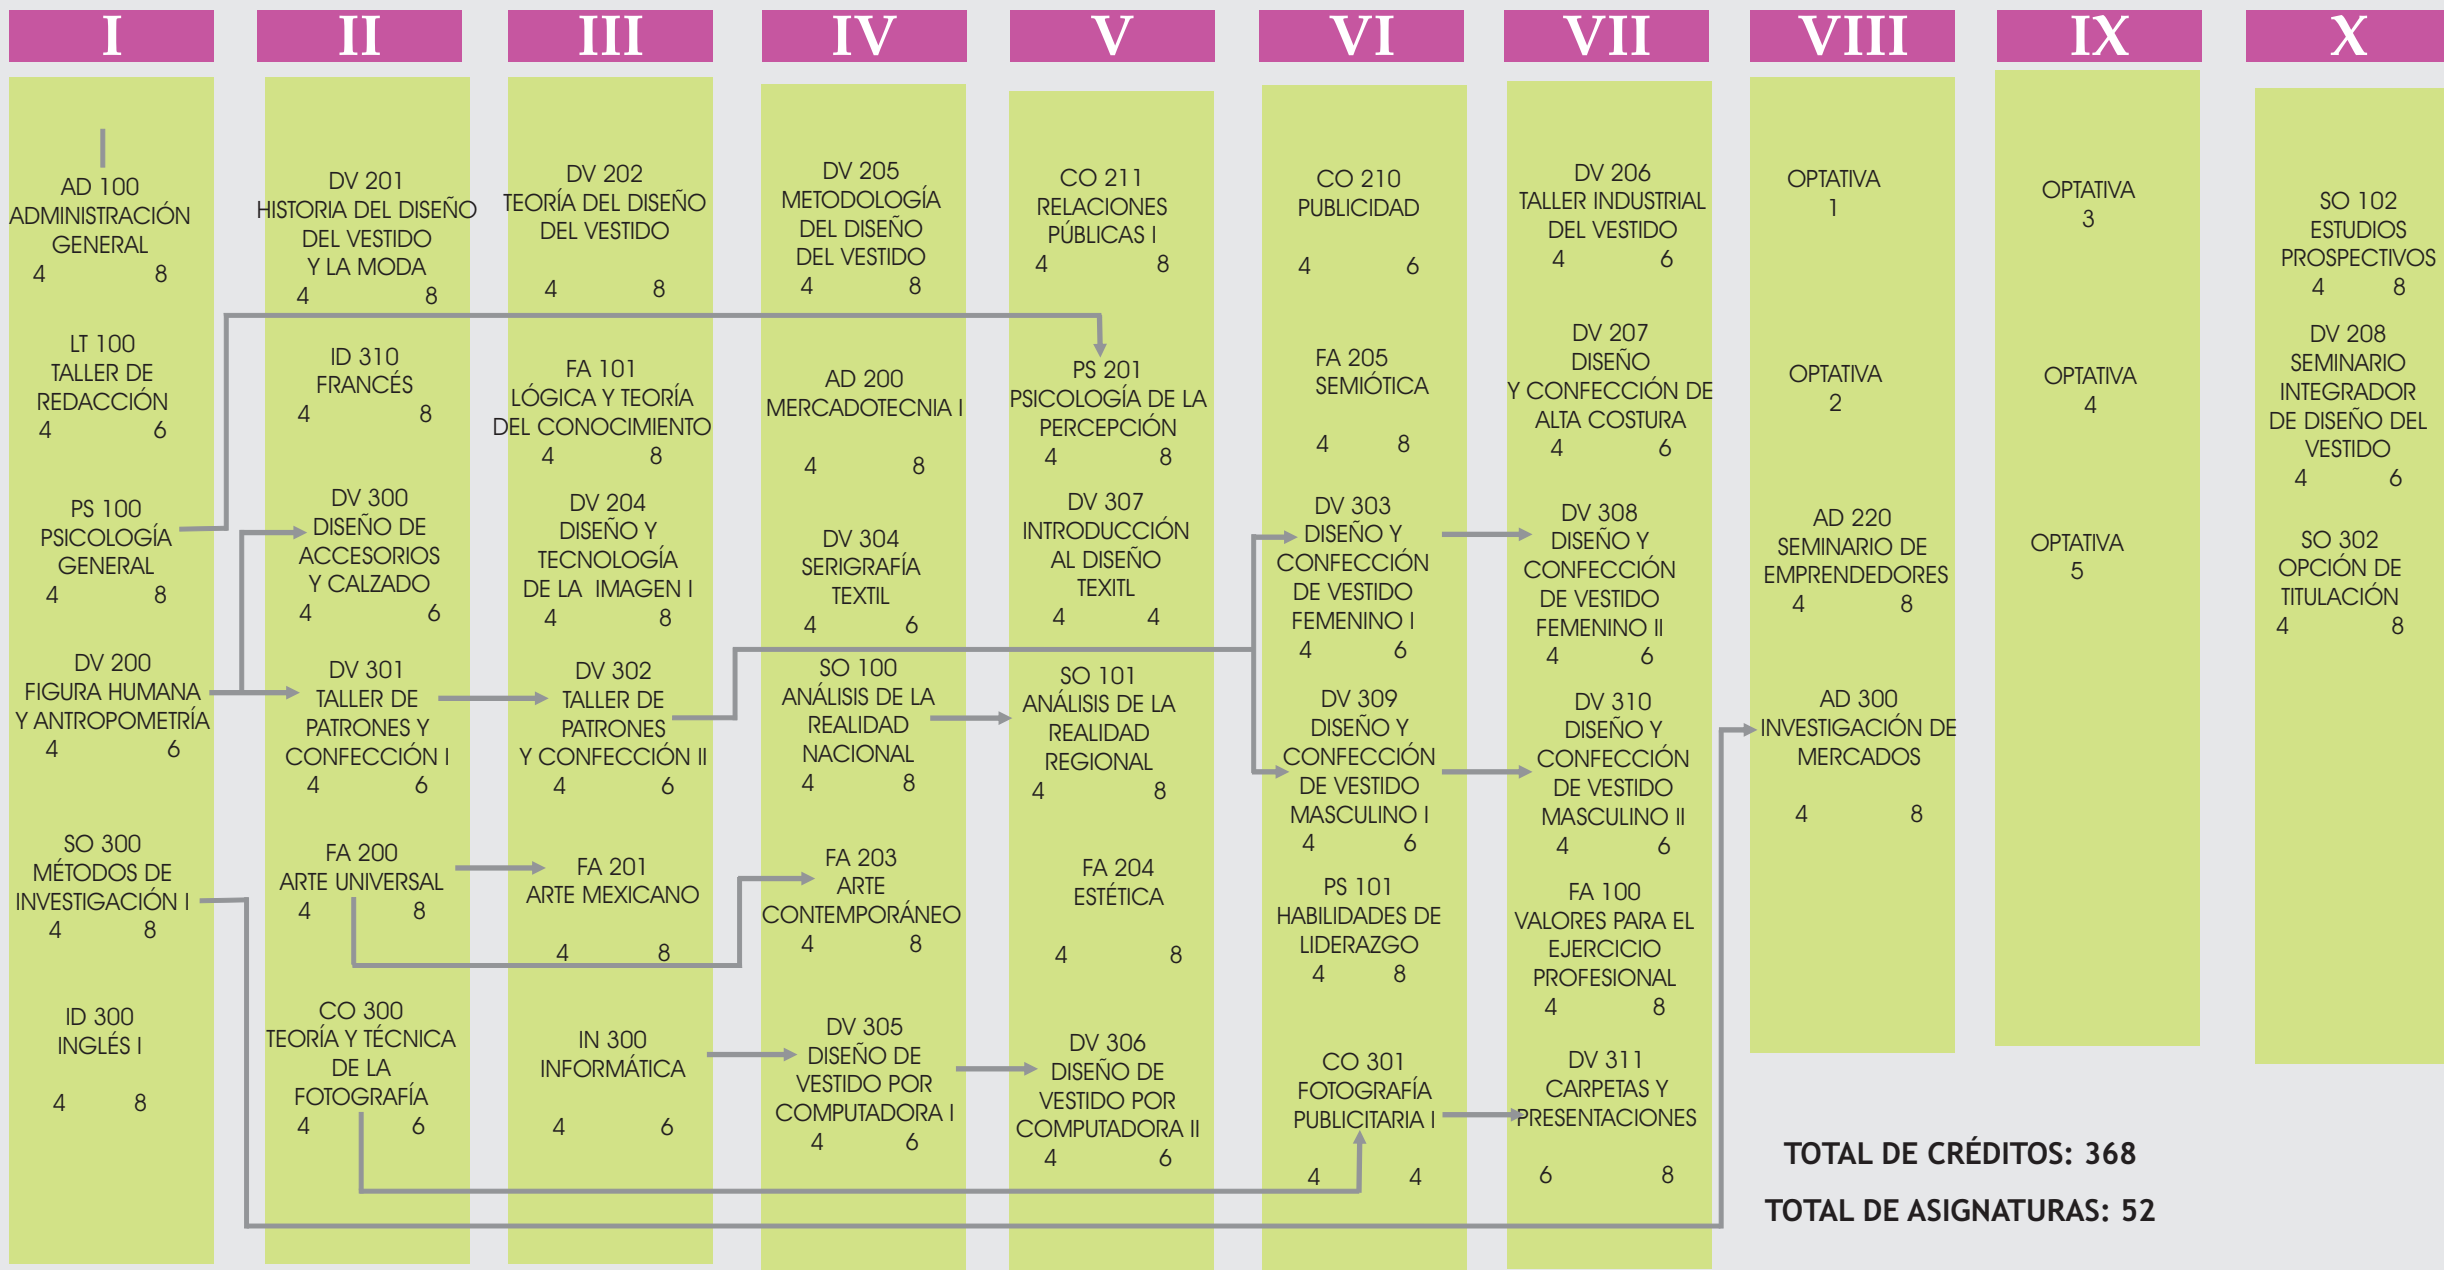 I
II
III
IV
V
VI
VII
VIII
IX
X
AD 100
ADMINISTRACIÓN
GENERAL
4 8
LT 100
TALLER DE
REDACCIÓN
4 6
PS 100
PSICOLOGÍA
GENERAL
4 8
DV 200
FIGURA HUMANA
Y ANTROPOMETRÍA
4 6
SO 300
MÉTODOS DE
INVESTIGACIÓN I
4 8
ID 300
INGLÉS I
4 8
DV 201
HISTORIA DEL DISEÑO
DEL VESTIDO
Y LA MODA
4 8
ID 310
FRANCÉS
4 8
DV 300
DISEÑO DE
ACCESORIOS
Y CALZADO
4 6
DV 301
TALLER DE
PATRONES Y
CONFECCIÓN I
4 6
FA 200
ARTE UNIVERSAL
4 8
CO 300
TEORÍA Y TÉCNICA
DE LA
FOTOGRAFÍA
4 6
DV 202
TEORÍA DEL DISEÑO
DEL VESTIDO
4 8
FA 101
LÓGICA Y TEORÍA
DEL CONOCIMIENTO
4 8
DV 204
DISEÑO Y
TECNOLOGÍA
DE LA IMAGEN I
4 8
DV 302
TALLER DE
PATRONES
Y CONFECCIÓN II
4 6
FA 201
ARTE MEXICANO
4 8
IN 300
INFORMÁTICA
4 6
DV 205
METODOLOGÍA
DEL DISEÑO
DEL VESTIDO
4 8
AD 200
MERCADOTECNIA I
4 8
DV 304
SERIGRAFÍA
TEXTIL
4 6
SO 100
ANÁLISIS DE LA
REALIDAD
NACIONAL
4 8
FA 203
ARTE
CONTEMPORÁNEO
4 8
DV 305
DISEÑO DE
VESTIDO POR
COMPUTADORA I
4 6
CO 211
RELACIONES
PÚBLICAS I
4 8
PS 201
PSICOLOGÍA DE LA
PERCEPCIÓN
4 8
DV 307
INTRODUCCIÓN
AL DISEÑO
TEXITL
4 4
SO 101
ANÁLISIS DE LA
REALIDAD
REGIONAL
4 8
FA 204
ESTÉTICA
4 8
DV 306
DISEÑO DE
VESTIDO POR
COMPUTADORA II
4 6
CO 210
PUBLICIDAD
4 6
FA 205
SEMIÓTICA
4 8
DV 303
DISEÑO Y
CONFECCIÓN
DE VESTIDO
FEMENINO I
4 6
DV 309
DISEÑO Y
CONFECCIÓN
DE VESTIDO
MASCULINO I
4 6
PS 101
HABILIDADES DE
LIDERAZGO
4 8
CO 301
FOTOGRAFÍA
PUBLICITARIA I
4 4
DV 206
TALLER INDUSTRIAL
DEL VESTIDO
4 6
DV 207
DISEÑO
Y CONFECCIÓN DE
ALTA COSTURA
4 6
DV 308
DISEÑO Y
CONFECCIÓN
DE VESTIDO
FEMENINO II
4 6
DV 310
DISEÑO Y
CONFECCIÓN
DE VESTIDO
MASCULINO II
4 6
FA 100
VALORES PARA EL
EJERCICIO
PROFESIONAL
4 8
DV 311
CARPETAS Y
PRESENTACIONES
6 8
OPTATIVA
1
OPTATIVA
2
AD 220
SEMINARIO DE
EMPRENDEDORES
4 8
AD 300
INVESTIGACIÓN DE
MERCADOS
4 8
OPTATIVA
3
OPTATIVA
4
OPTATIVA
5
SO 102
ESTUDIOS
PROSPECTIVOS
4 8
DV 208
SEMINARIO
INTEGRADOR
DE DISEÑO DEL
VESTIDO
4 6
SO 302
OPCIÓN DE
TITULACIÓN
4 8
TOTAL DE CRÉDITOS: 368
TOTAL DE ASIGNATURAS: 52